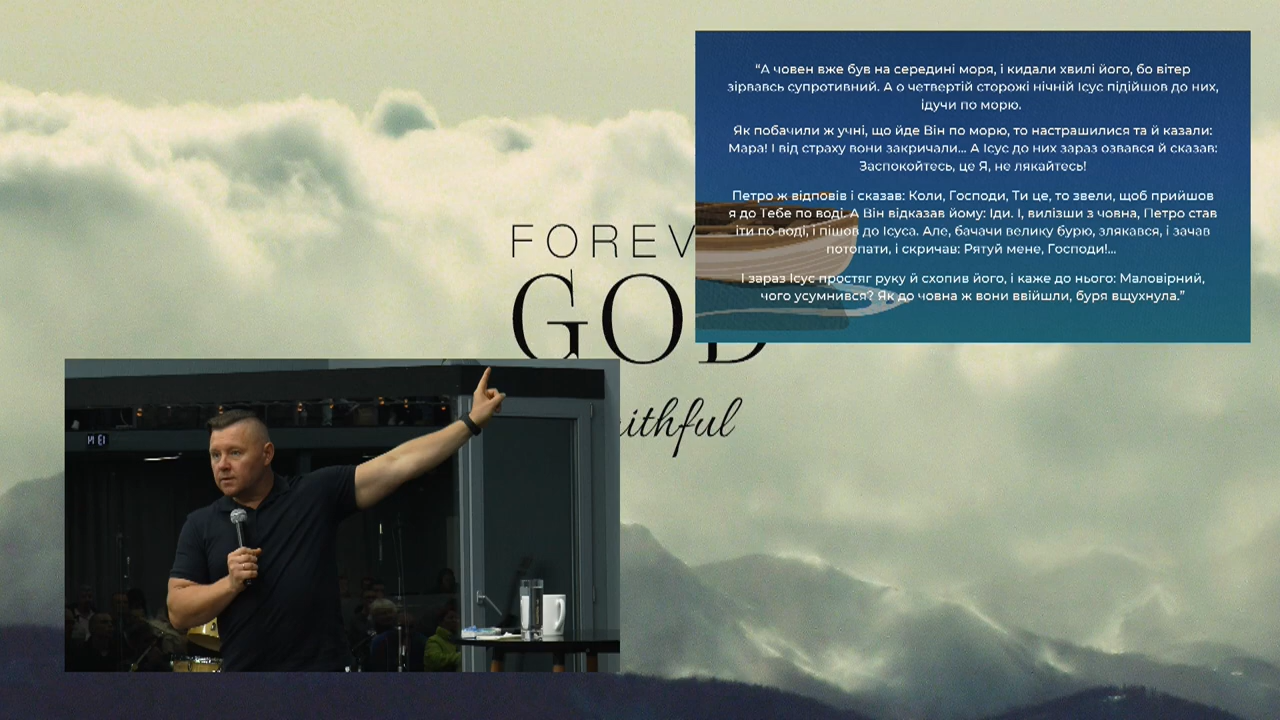 “А човен вже був на середині моря, і кидали хвилі його, бо вітер
зірвавсь супротивний. А о четвертій сторожі нічній Ісус підійшов до них,
ідучи по морю.
Як побачили ж учні, що йде Він по морю, то настрашилися та й казали:
Мара! І від страху вони закричали... А Ісус до них зараз озвався й сказав:
Заспокойтесь, це Я, не лякайтесь!
Петро ж відповів і сказав: Коли, Господи, Ти це, то звели, щоб прийшов
я до Тебе по воді. А Він відказав йому: Іди. І, вилізши з човна, Петро став
іти по воді, і пішов до Ісуса. Але, бачачи велику бурю, злякався, і зачав
потопати, і скричав: Рятуй мене, Господи!...
І зараз Ісус простяг руку й схопив його, і каже до нього: Маловірний,
чого усумнився? Як до човна ж вони ввійшли, буря вщухнула.”
FOREV
GOD
ithful